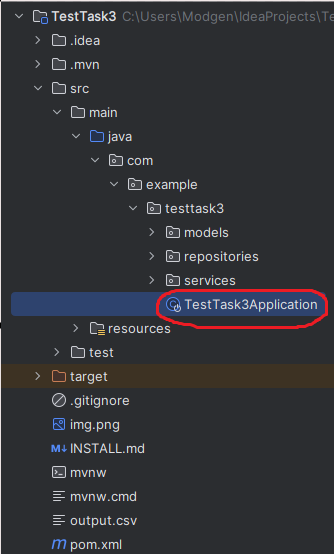 TestTask3 C:\Users\Modgen\IdeaProjects\Te
.idea
.mvn
src
main
java
com
example
testtask3
models
repositories
services
TestTask3Application
resources
test
target
.gitignore
img.png
M↓ INSTALL.md
mvnw
mvnw.cmd
output.csv
m pom.xml